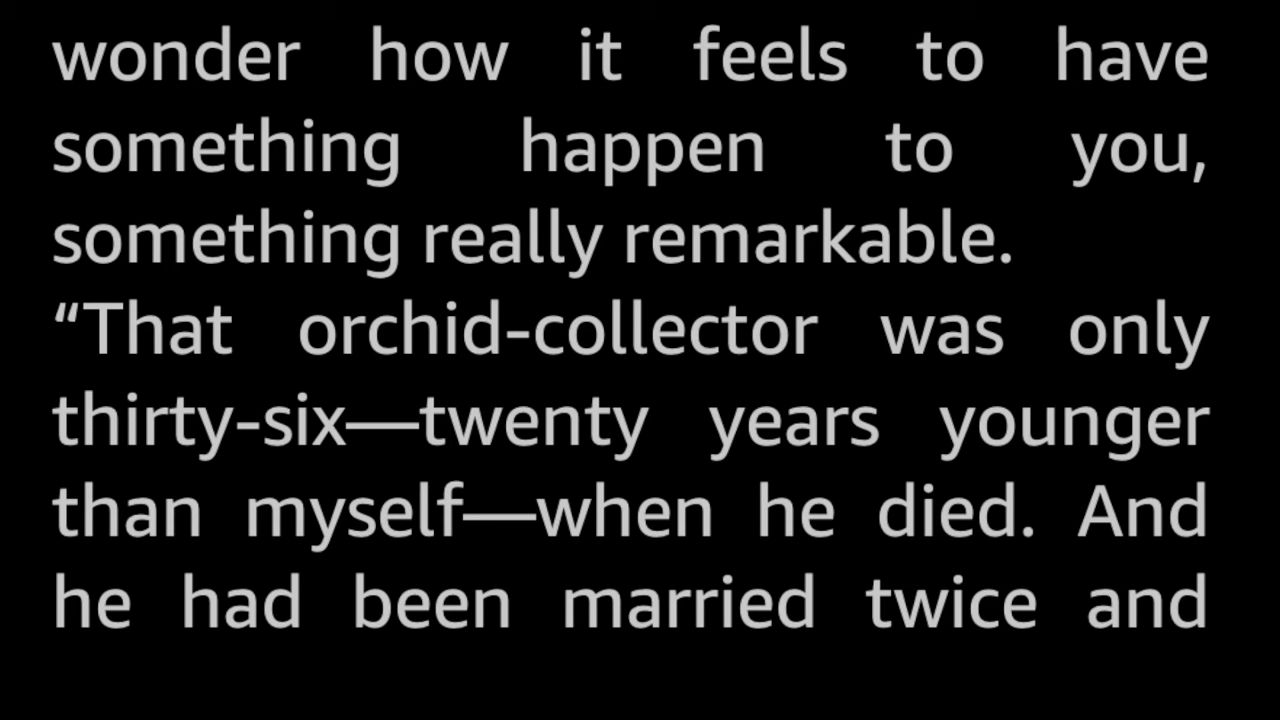 wonder how it feels to have
something happen to you,
something really remarkable.
“That orchid-collector was only
thirty-six—twenty years younger
than myself—when he died. And
he had been married twice and